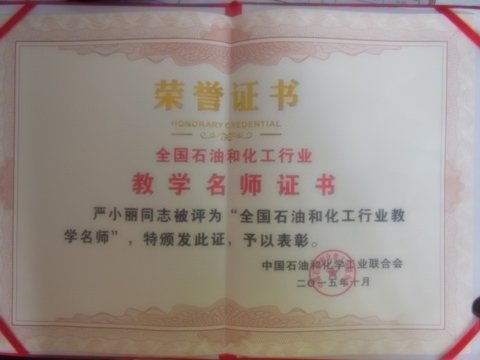 荣誉证书
HONORARY CREDENTIAL
全国石油和化工行业
教学名师证书
严小丽同志被评为“全国石油和化工行业教
学名师”，特颁发此证，予以表彰。
中国石油和化学工业联合会
二〇一五年十月